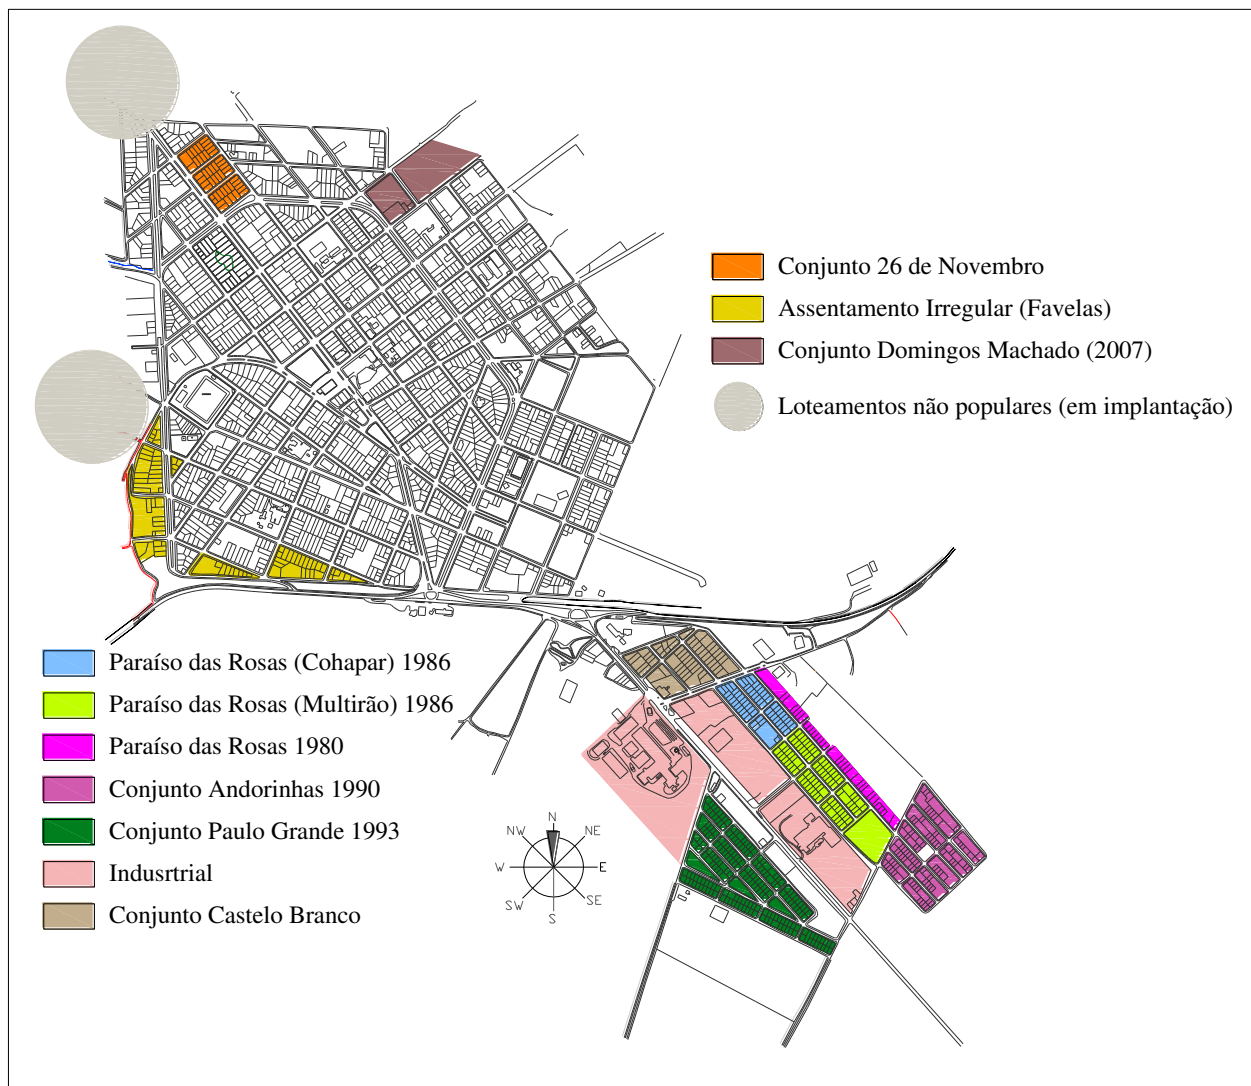 Conjunto 26 de Novembro
Assentamento Irregular (Favelas)
Conjunto Domingos Machado (2007)
Loteamentos não populares (em implantação)
Paraíso das Rosas (Cohapar) 1986
Paraíso das Rosas (Multirão) 1986
Paraíso das Rosas 1980
Conjunto Andorinhas 1990
Conjunto Paulo Grande 1993
Indusrtrial
Conjunto Castelo Branco
N
NW NE
W E
SW SE
S